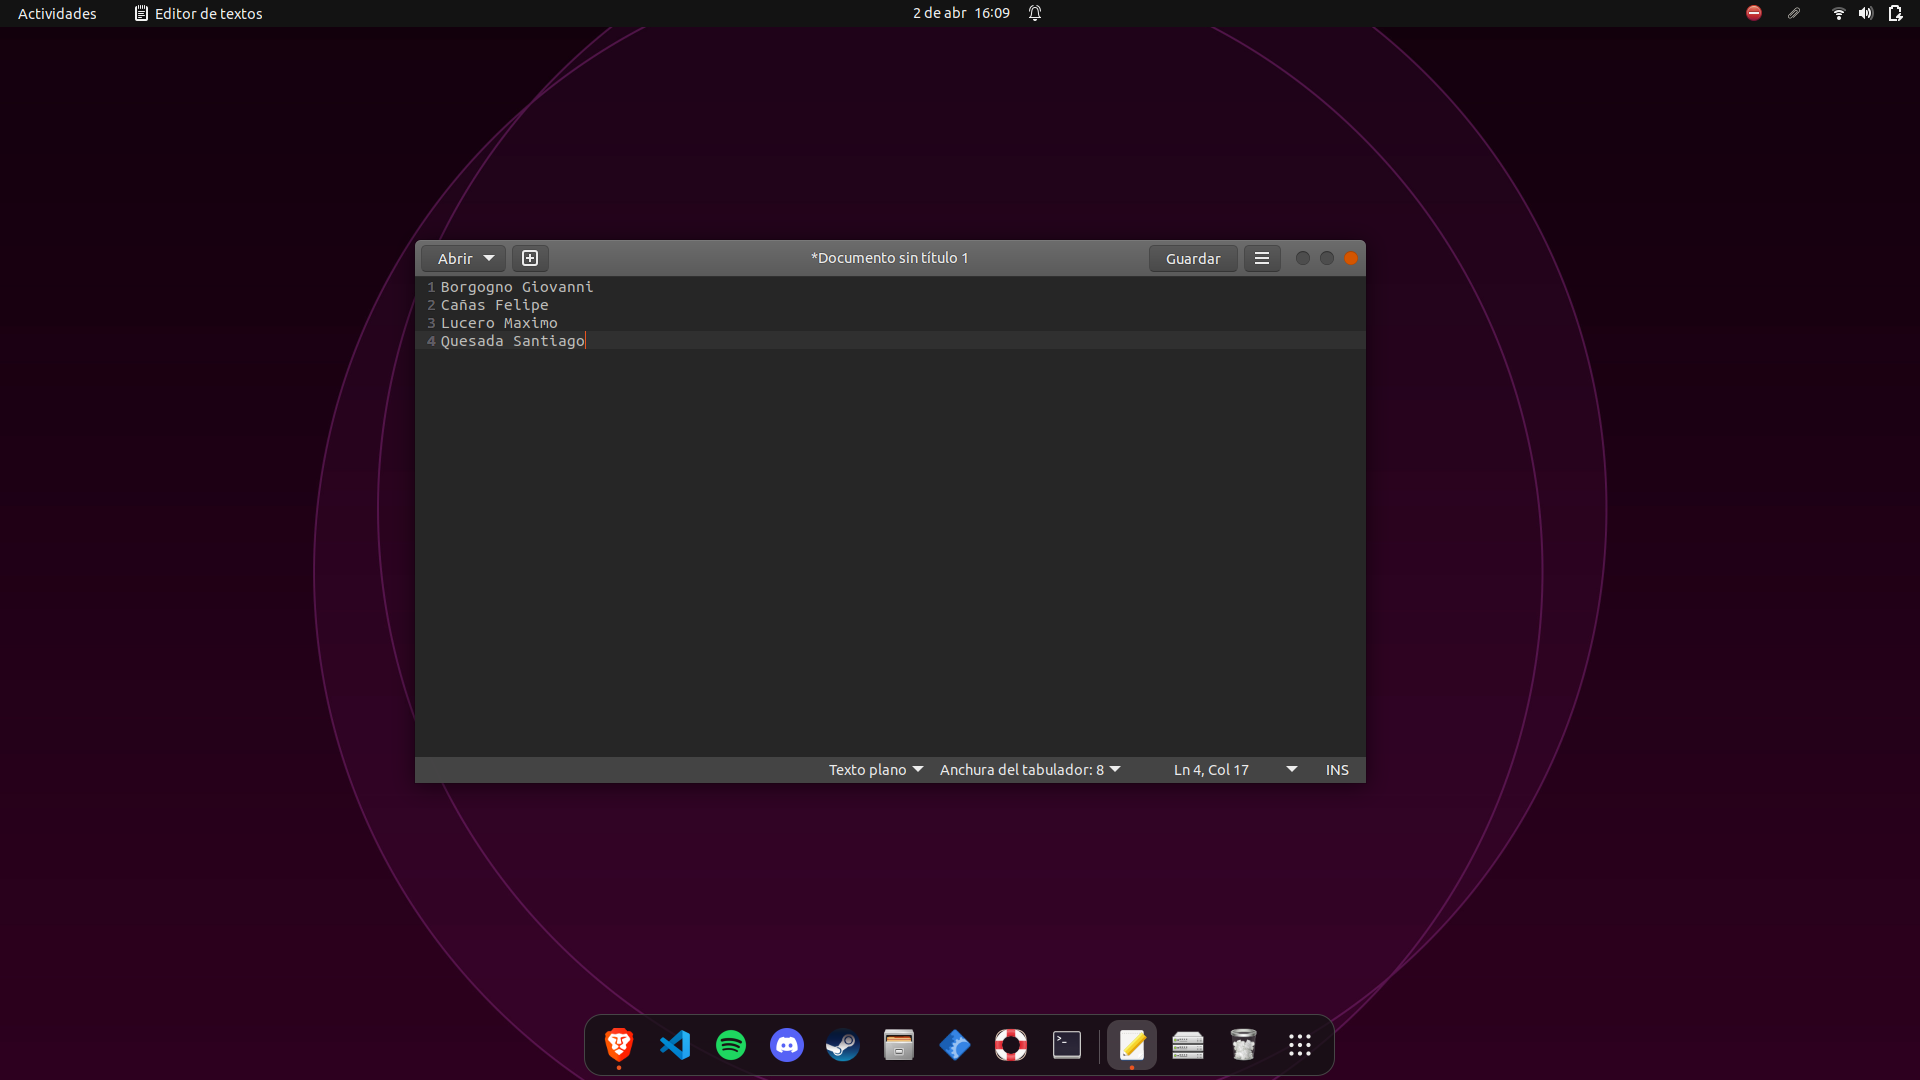 Actividades Editor de textos 2 de abr 16:09
Abrir *Documento sin título 1 Guardar
1 Borgogno Giovanni
2 Cañas Felipe
3 Lucero Maximo
4 Quesada Santiago
Texto plano Anchura del tabulador: 8 Ln 4, Col 17 INS